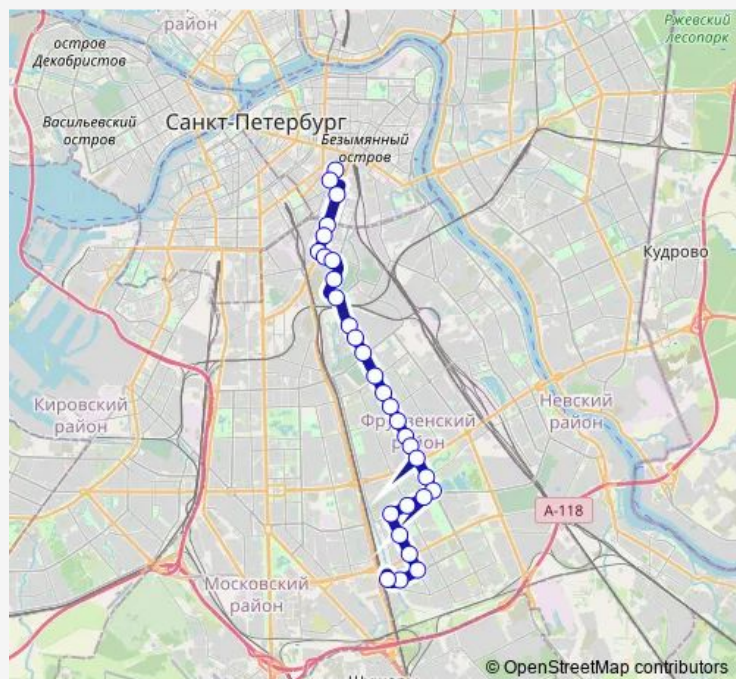 остров
Декабристов
район
Ржевский
Лесопарк
Васильевский
остров
Санкт-Петербург
Безымянный
остров
Кудрово
Кировский
район
Невский
район
район
А-118
Московский
район
© OpenStreetMap contributors